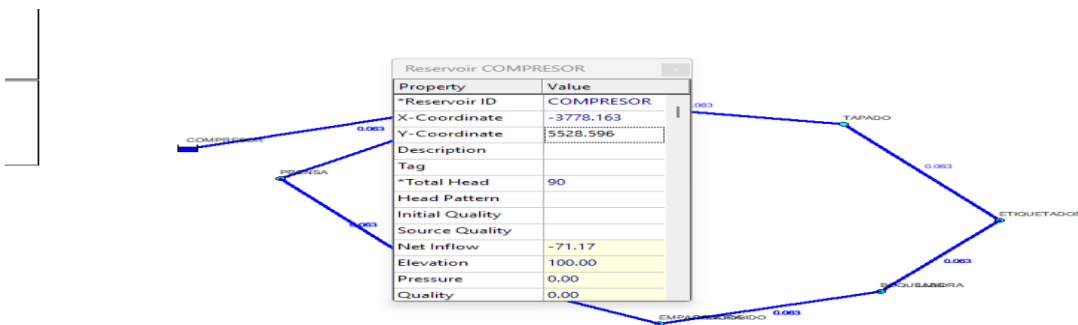 Reservoir COMPRESOR
Property Value
*Reservoir ID COMPRESOR
X-Coordinate -3778.163
Y-Coordinate 5528.596
Description
Tag
*Total Head 90
Head Pattern
Initial Quality
Source Quality
Net Inflow -71.17
Elevation 100.00
Pressure 0.00
Quality 0.00
.063
TAPADO
0.063
COMPRESOR
PRENSA
0.063
0.063
ETIQUETADOR
0.063
0.063